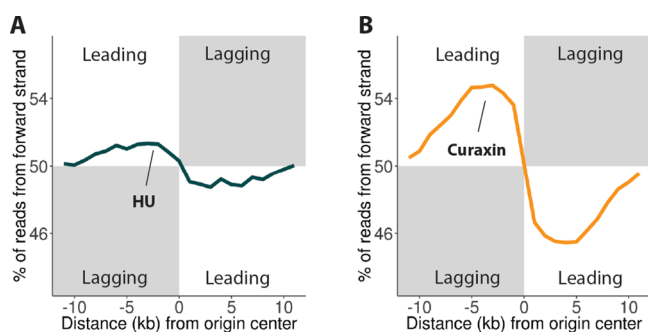 A
% of reads from forward strand
54
50
46
Leading
Lagging
HU
Lagging
Leading
-10
-5
0
5
10
Distance (kb) from origin center
B
% of reads from forward strand
54
50
46
Leading
Lagging
Curaxin
Lagging
Leading
-10
-5
0
5
10
Distance (kb) from origin center